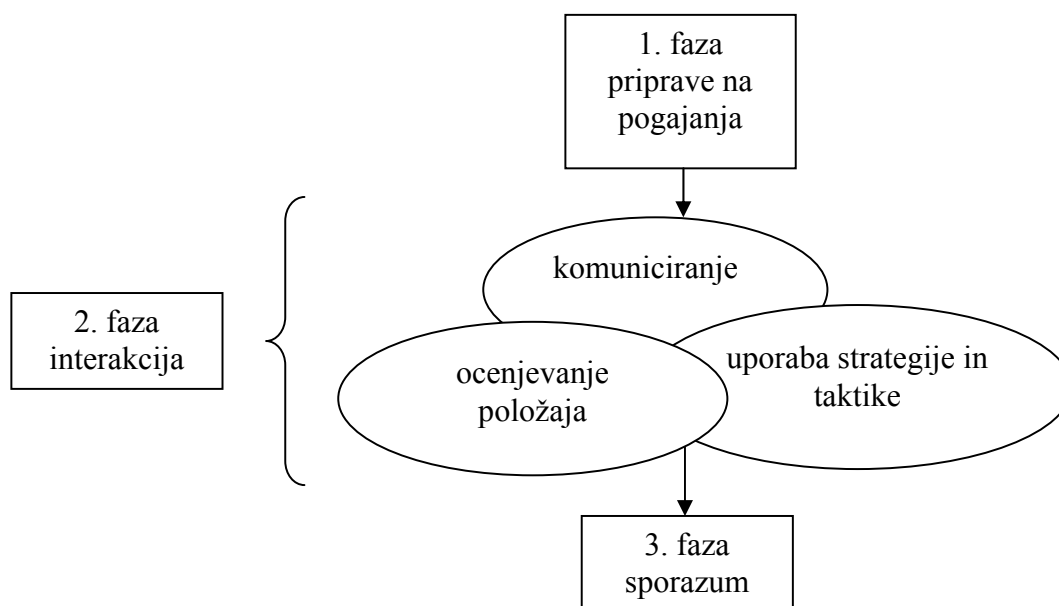 1. faza
priprave na
pogajanja
komuniciranje
2. faza
interakcija
ocenjevanje
položaja
uporaba strategije in
taktike
3. faza
sporazum